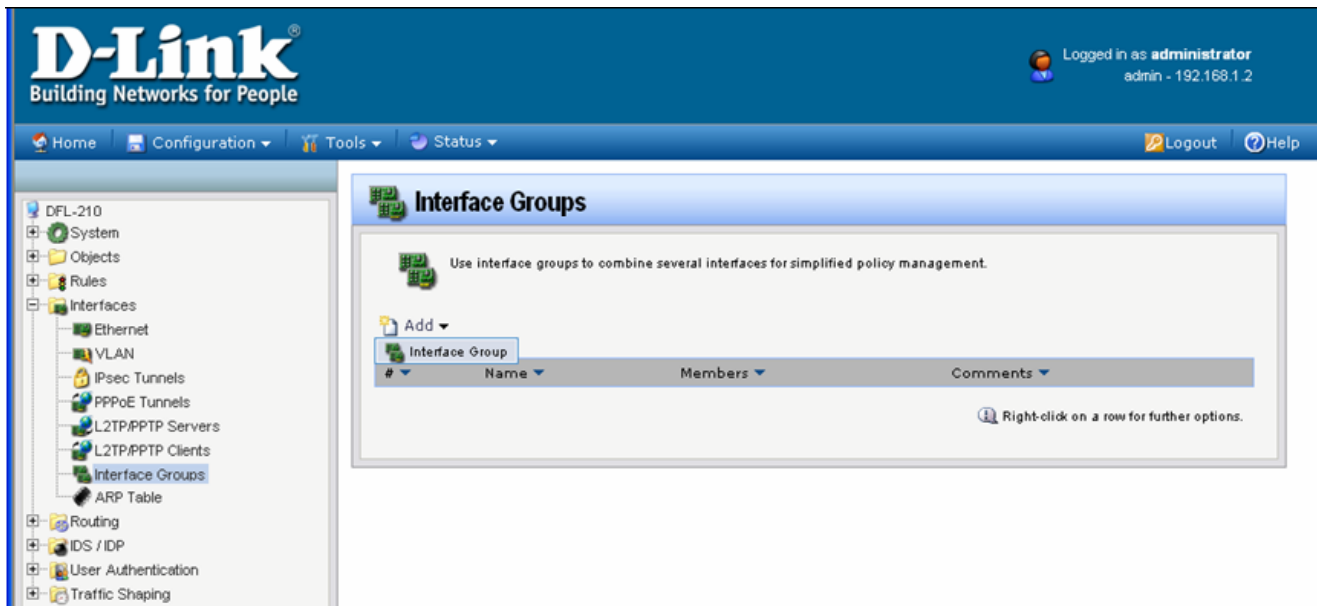 D-Link®
Building Networks for People
Logged in as administrator
admin - 192.168.1.2
Home Configuration Tools Status Logout Help
DFL-210
System
Objects
Rules
Interfaces
Ethernet
VLAN
IPsec Tunnels
PPPoE Tunnels
L2TP/PPTP Servers
L2TP/PPTP Clients
Interface Groups
ARP Table
Routing
IDS / IDP
User Authentication
Traffic Shaping
Interface Groups
Use interface groups to combine several interfaces for simplified policy management.
Add
Interface Group
# Name Members Comments
Right-click on a row for further options.